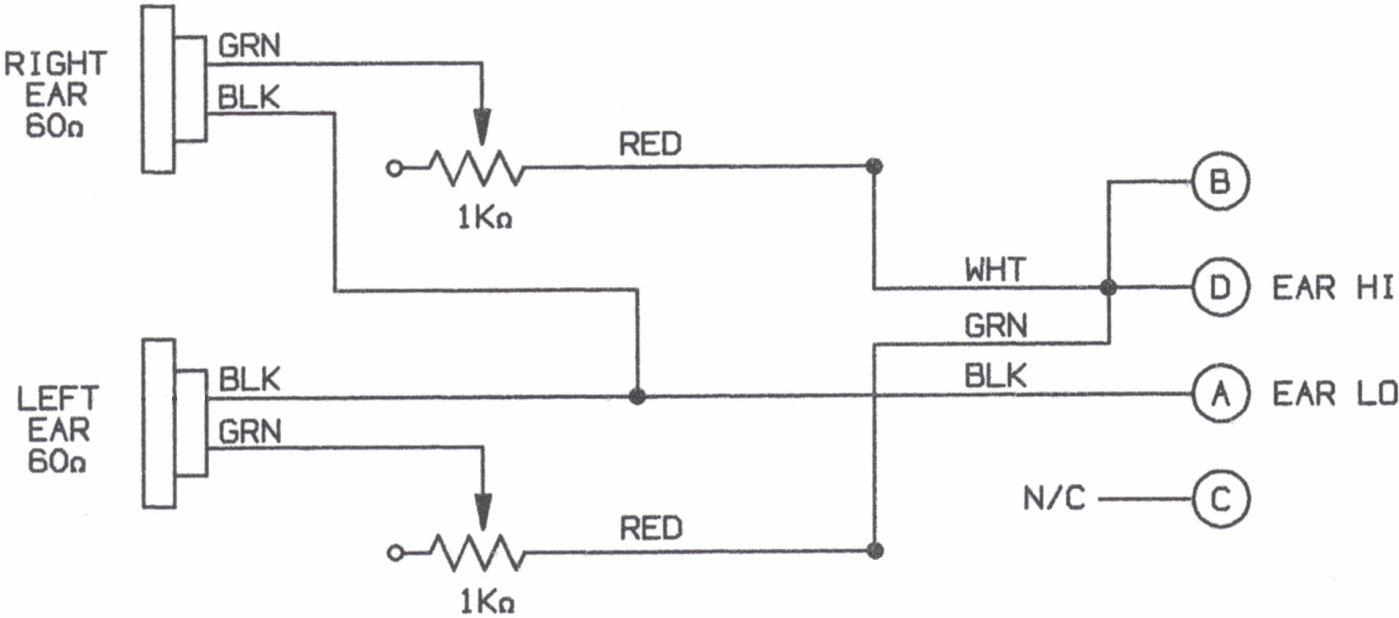 RIGHT
EAR
60Ω
GRN
BLK
RED
1KΩ
B
WHT
D
EAR HI
GRN
LEFT
EAR
60Ω
BLK
BLK
A
EAR LO
GRN
N/C
C
RED
1KΩ